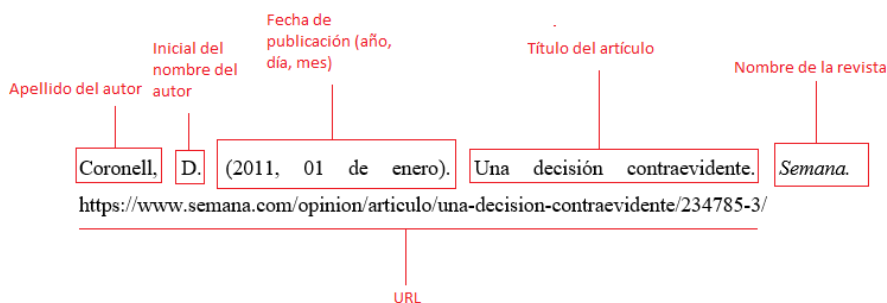 Fecha de
publicación (año,
día, mes)
Inicial del
nombre del
autor
Título del artículo
Nombre de la revista
Apellido del autor
Coronell, D. (2011, 01 de enero). Una decisión contraevidente. Semana.
https://www.semana.com/opinion/articulo/una-decision-contraevidente/234785-3/
URL